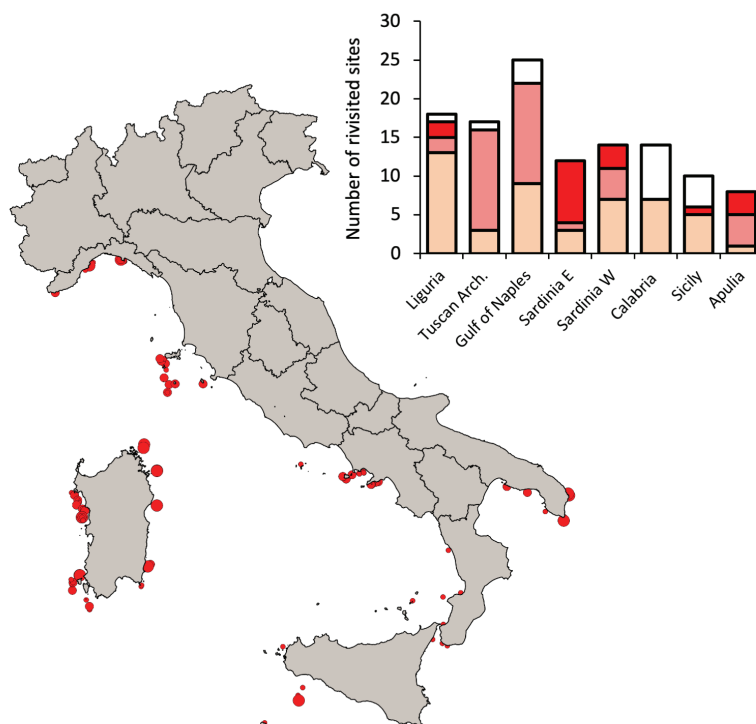 Number of rivisited sites
30
25
20
15
10
5
0
Liguria
Tuscan Arch.
Gulf of Naples
Sardinia E
Sardinia W
Calabria
Sicily
Apulia